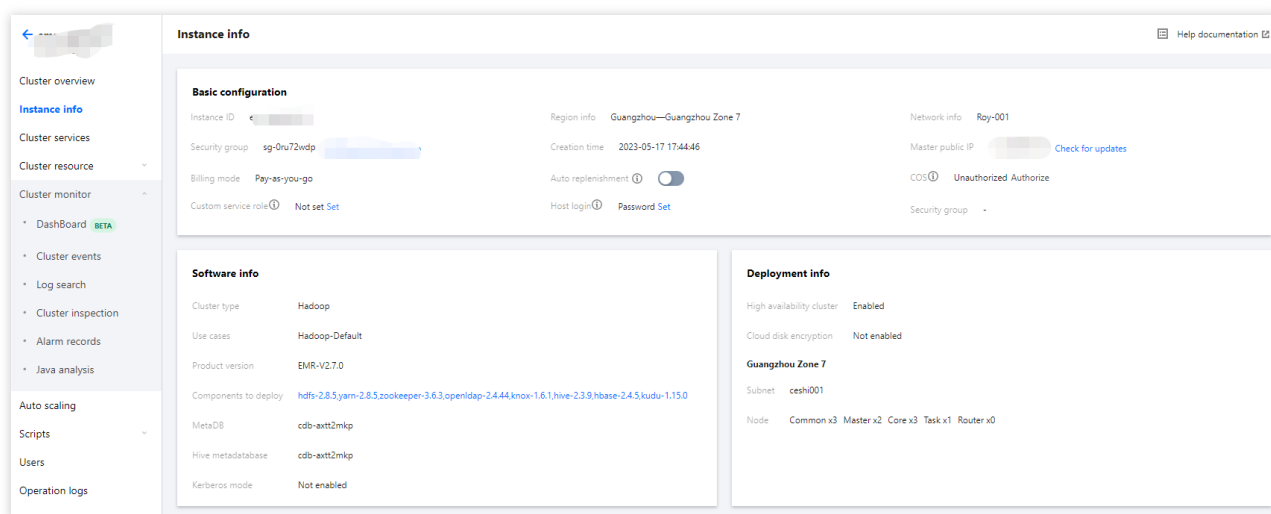 Instance info
Help documentation
Cluster overview
Instance info
Cluster services
Cluster resource
Cluster monitor
DashBoard BETA
Cluster events
Log search
Cluster inspection
Alarm records
Java analysis
Auto scaling
Scripts
Users
Operation logs
Basic configuration
Instance ID
Region info Guangzhou—Guangzhou Zone 7
Network info Roy-001
Security group sg-0ru72wdp
Creation time 2023-05-17 17:44:46
Master public IP Check for updates
Billing mode Pay-as-you-go
Auto replenishment
COS Unauthorized Authorize
Custom service role Not set Set
Host login Password Set
Security group -
Software info
Cluster type Hadoop
Use cases Hadoop-Default
Product version EMR-V2.7.0
Components to deploy hdfs-2.8.5,yarn-2.8.5,zookeeper-3.6.3,openldap-2.4.44,knox-1.6.1,hive-2.3.9,hbase-2.4.5,kudu-1.15.0
MetaDB cdb-axtt2mkp
Hive metadatabase cdb-axtt2mkp
Kerberos mode Not enabled
Deployment info
High availability cluster Enabled
Cloud disk encryption Not enabled
Guangzhou Zone 7
Subnet ceshi001
Node Common x3 Master x2 Core x3 Task x1 Router x0